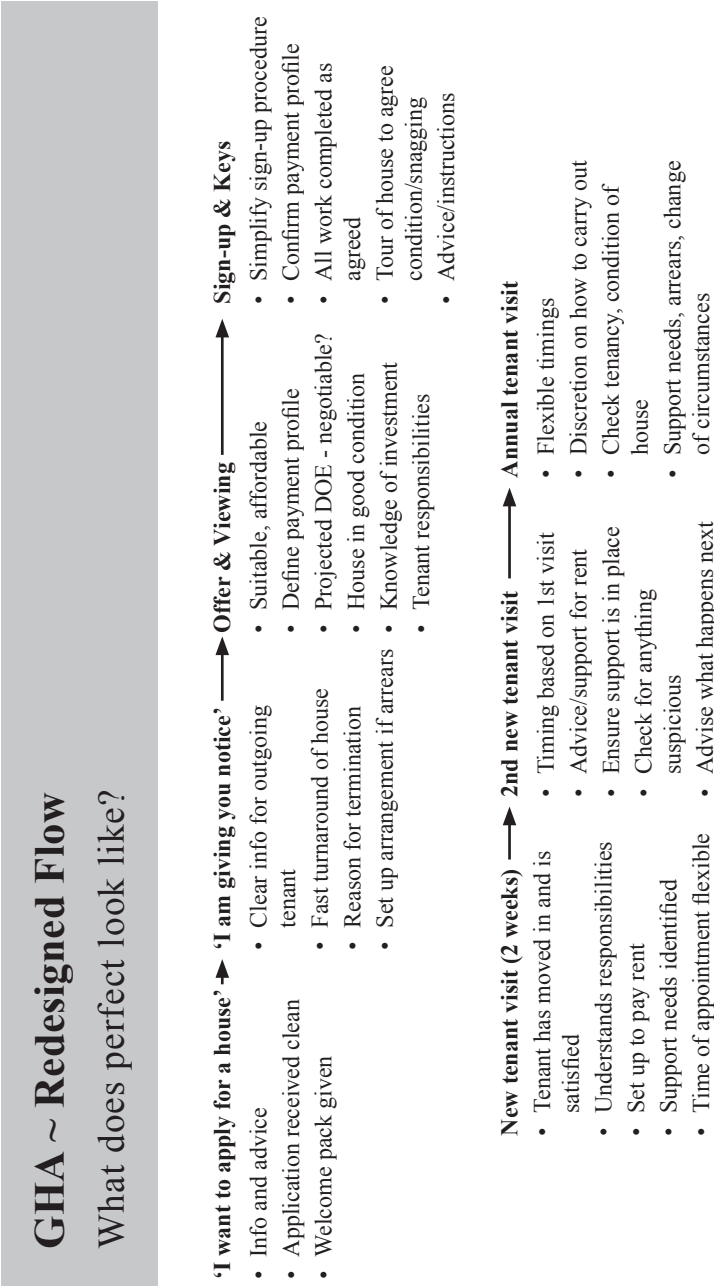 GHA ~ Redesigned Flow
What does perfect look like?
‘I want to apply for a house’
• Info and advice
• Application received clean
• Welcome pack given
‘I am giving you notice’
• Clear info for outgoing
tenant
• Fast turnaround of house
• Reason for termination
• Set up arrangement if arrears
Offer & Viewing
• Suitable, affordable
• Define payment profile
• Projected DOE - negotiable?
• House in good condition
• Knowledge of investment
• Tenant responsibilities
Sign-up & Keys
• Simplify sign-up procedure
• Confirm payment profile
• All work completed as
agreed
• Tour of house to agree
condition/snagging
• Advice/instructions
New tenant visit (2 weeks)
• Tenant has moved in and is
satisfied
• Understands responsibilities
• Set up to pay rent
• Support needs identified
• Time of appointment flexible
2nd new tenant visit
• Timing based on 1st visit
• Advice/support for rent
• Ensure support is in place
• Check for anything
suspicious
• Advise what happens next
Annual tenant visit
• Flexible timings
• Discretion on how to carry out
• Check tenancy, condition of
house
• Support needs, arrears, change
of circumstances